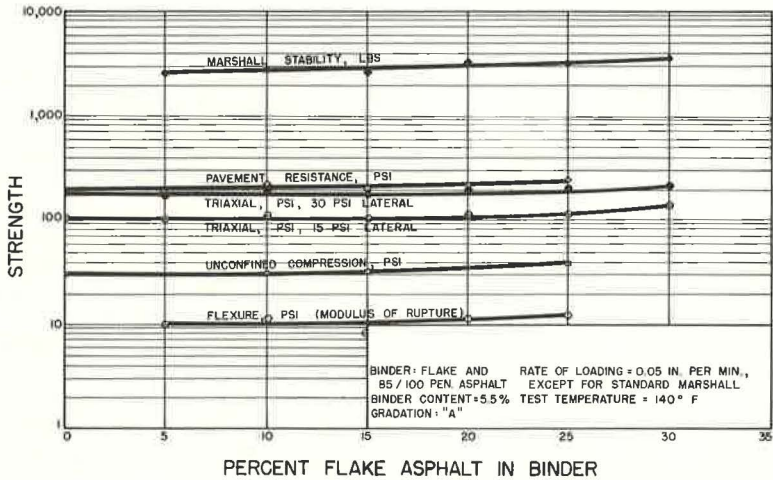 10,000
1,000
100
10
1
STRENGTH
MARSHALL STABILITY, LBS
PAVEMENT RESISTANCE, PSI
TRIAXIAL, PSI, 30 PSI LATERAL
TRIAXIAL, PSI, 15 PSI LATERAL
UNCONFINED COMPRESSION, PSI
FLEXURE, PSI (MODULUS OF RUPTURE)
BINDER: FLAKE AND
85/100 PEN. ASPHALT
BINDER CONTENT=5.5%
GRADATION: "A"
RATE OF LOADING = 0.05 IN. PER MIN.,
EXCEPT FOR STANDARD MARSHALL
TEST TEMPERATURE = 140° F
0 5 10 15 20 25 30 35
PERCENT FLAKE ASPHALT IN BINDER